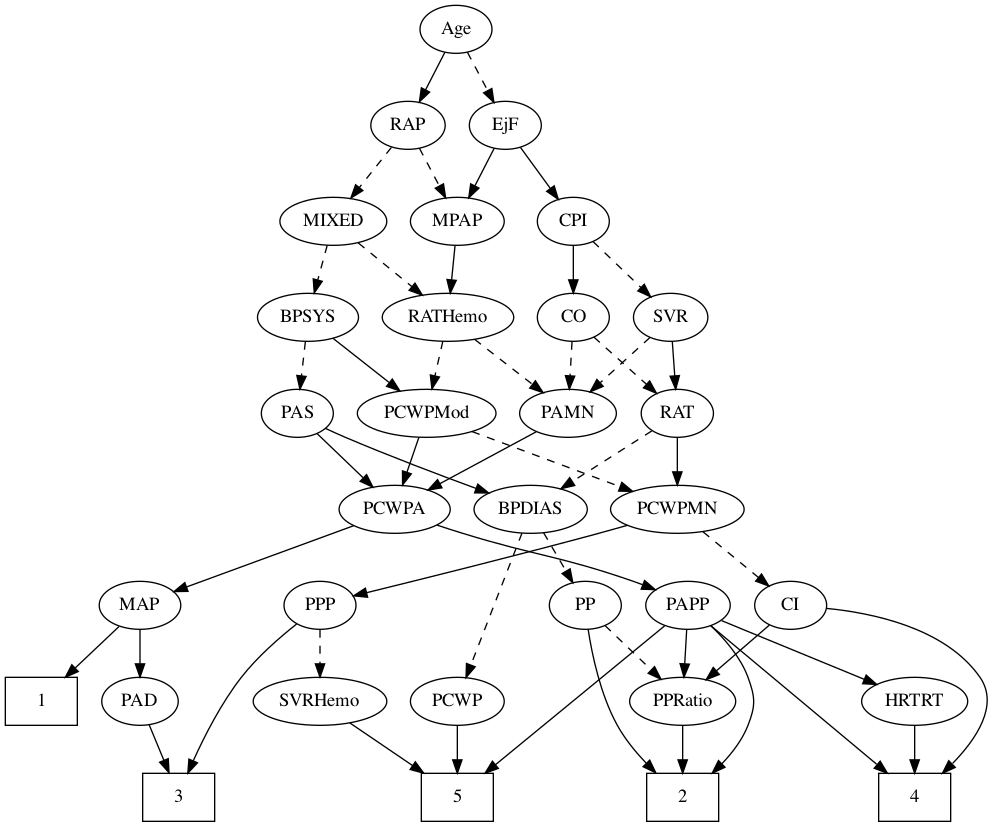 Age
RAP
EjF
MIXED
MPAP
CPI
BPSYS
RATHemo
CO
SVR
PAS
PCWPMod
PAMN
RAT
PCWPA
BPDIAS
PCWPMN
MAP
PPP
PP
PAPP
CI
1
PAD
SVRHemo
PCWP
PPRatio
HRTRT
3
5
2
4